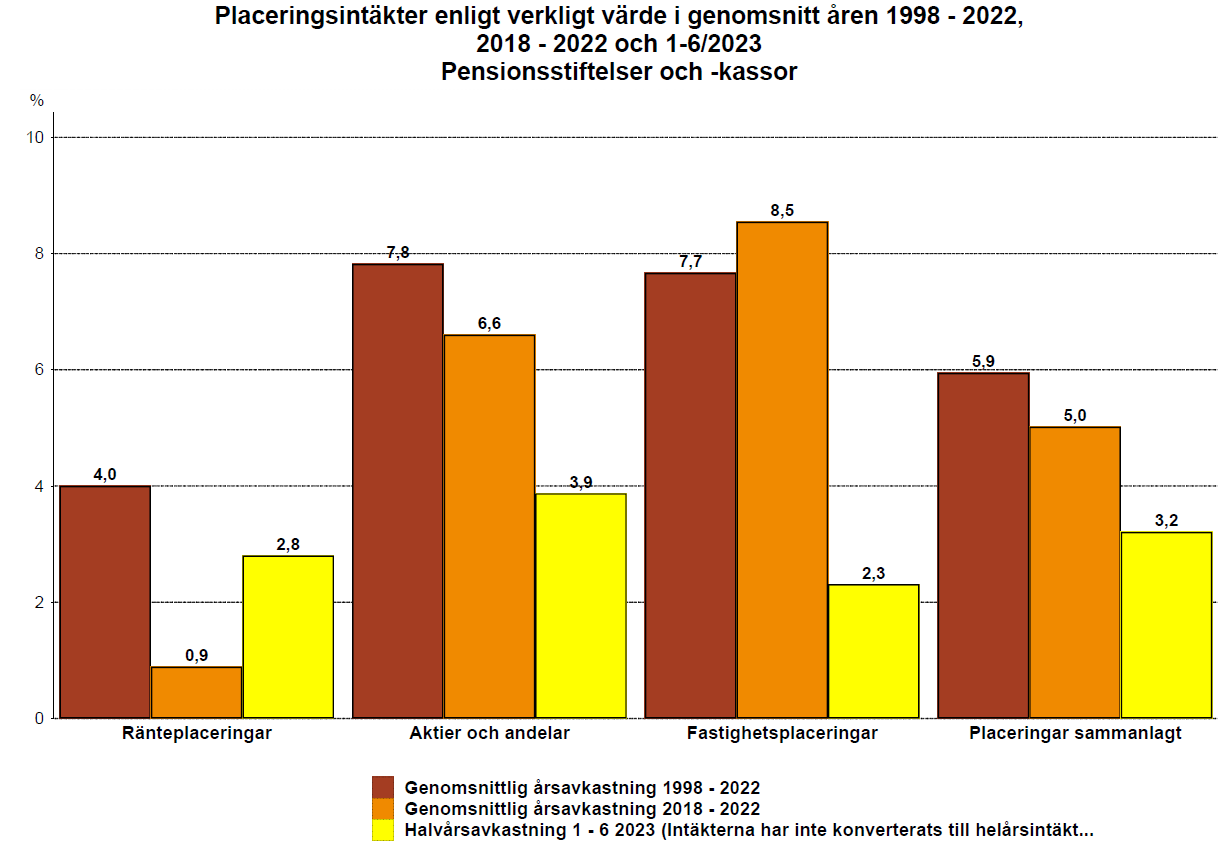 Placeringsintäkter enligt verkligt värde i genomsnitt åren 1998 - 2022,
2018 - 2022 och 1-6/2023
Pensionsstiftelser och -kassor
%
10
8
6
4
2
0
4,0
0,9
2,8
7,8
6,6
3,9
7,7
8,5
2,3
5,9
5,0
3,2
Ränteplaceringar
Aktier och andelar
Fastighetsplaceringar
Placeringar sammanlagt
Genomsnittlig årsavkastning 1998 - 2022
Genomsnittlig årsavkastning 2018 - 2022
Halvårsavkastning 1 - 6 2023 (Intäkterna har inte konverterats till helårsintäkt...